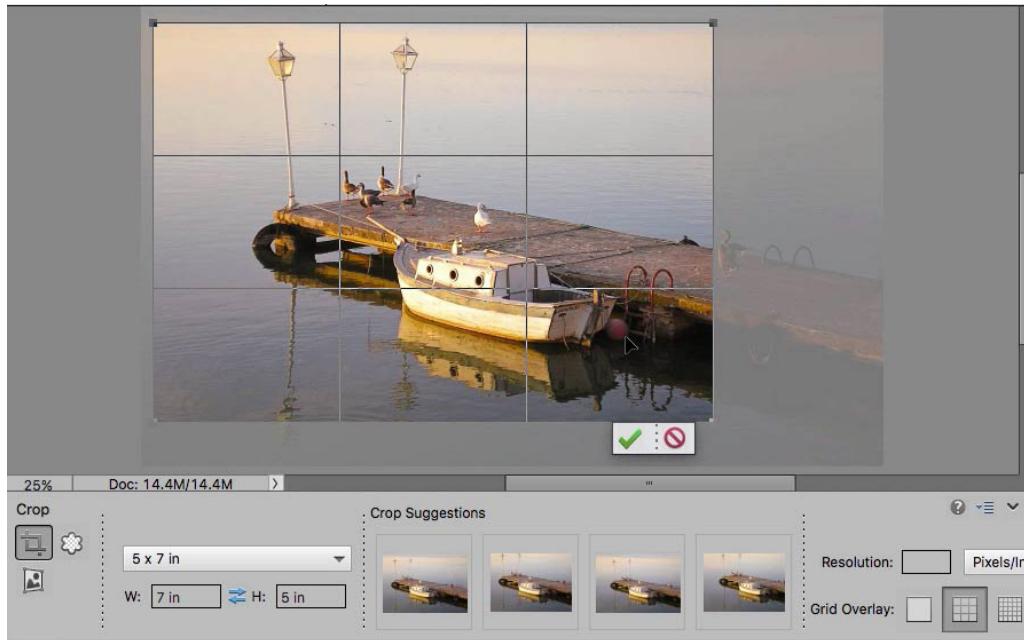 25% Doc: 14.4M/14.4M
Crop
Crop Suggestions
5 x 7 in
Resolution:
Pixels/In
W: 7 in H: 5 in
Grid Overlay: